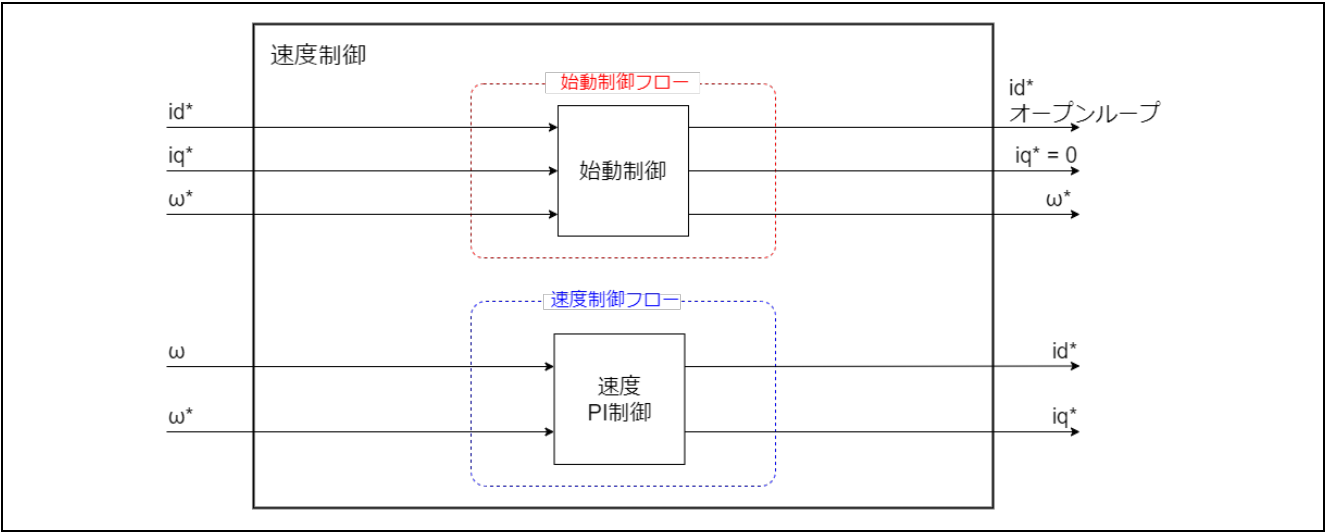 速度制御
始動制御フロー
id*
iq*
ω*
始動制御
id*
オープンループ
iq* = 0
ω*
速度制御フロー
ω
ω*
速度
PI制御
id*
iq*